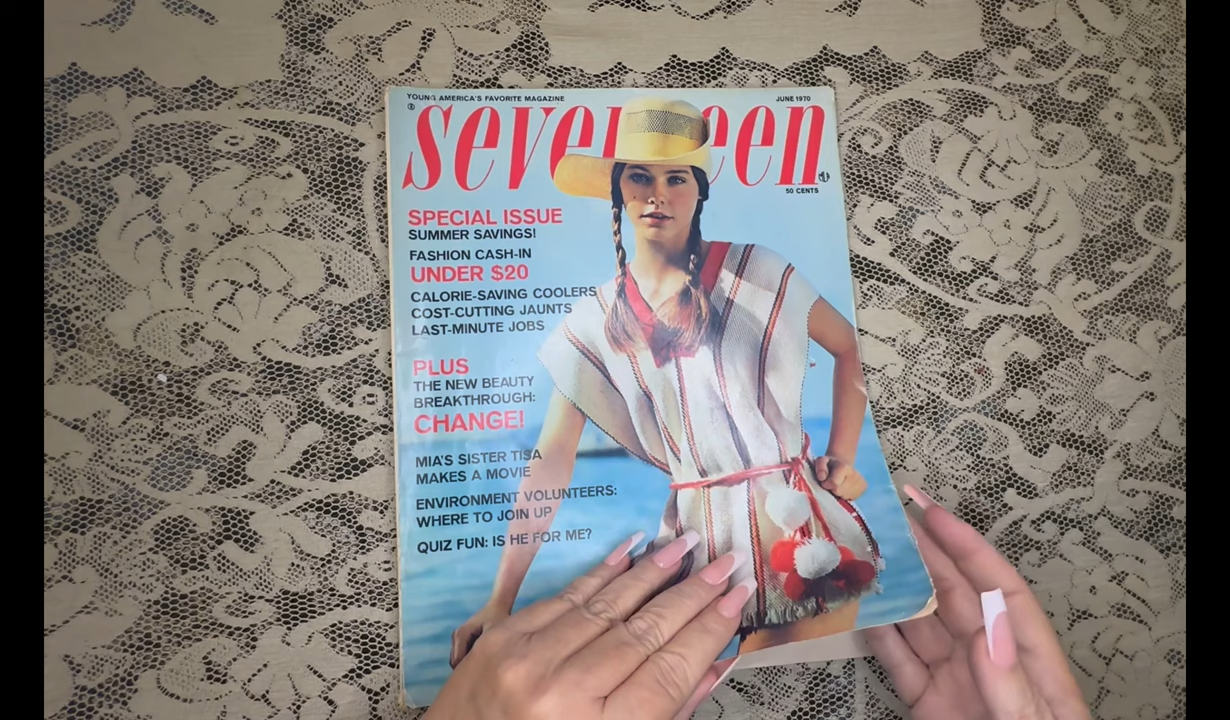 YOUNG AMERICA'S FAVORITE MAGAZINE
JUNE 1970
seventeen
50 CENTS
SPECIAL ISSUE
SUMMER SAVINGS!
FASHION CASH-IN
UNDER $20
CALORIE-SAVING COOLERS
COST-CUTTING JAUNTS
LAST-MINUTE JOBS
PLUS
THE NEW BEAUTY
BREAKTHROUGH:
CHANGE!
MIA'S SISTER TISA
MAKES A MOVIE
ENVIRONMENT VOLUNTEERS:
WHERE TO JOIN UP
QUIZ FUN: IS HE FOR ME?